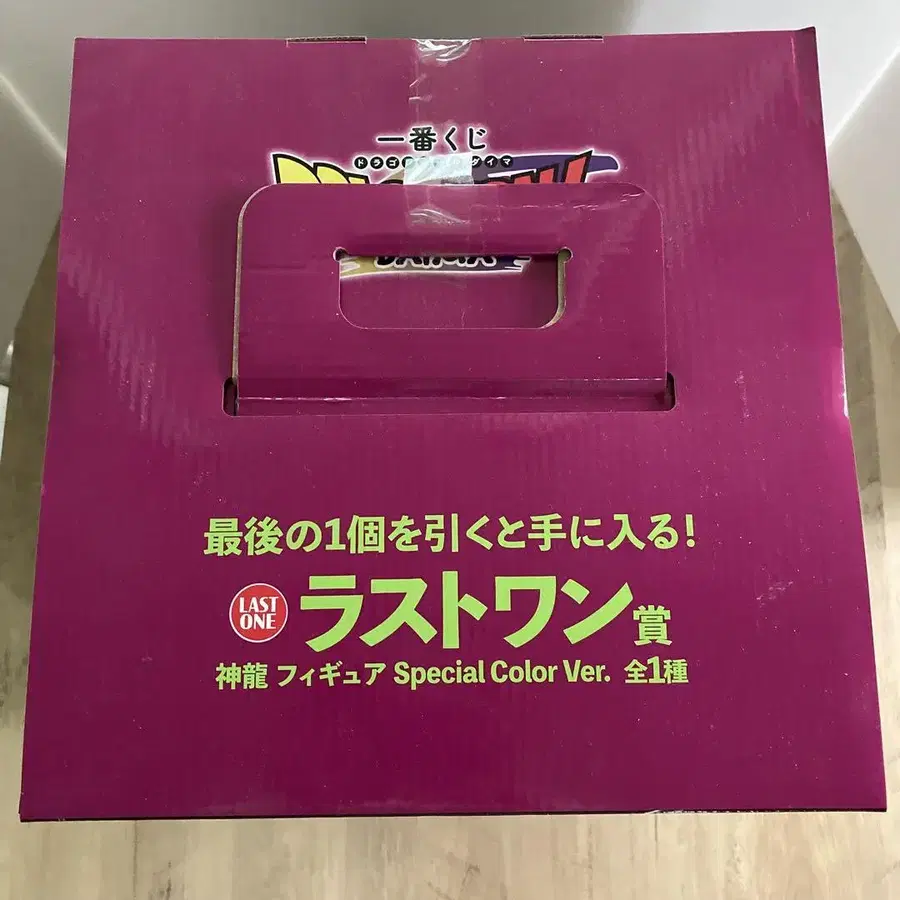 一番くじ
最後の1個を引くと手に入る!
LAST
ONE
ラストワン賞
神龍 フィギュア Special Color Ver. 全1種